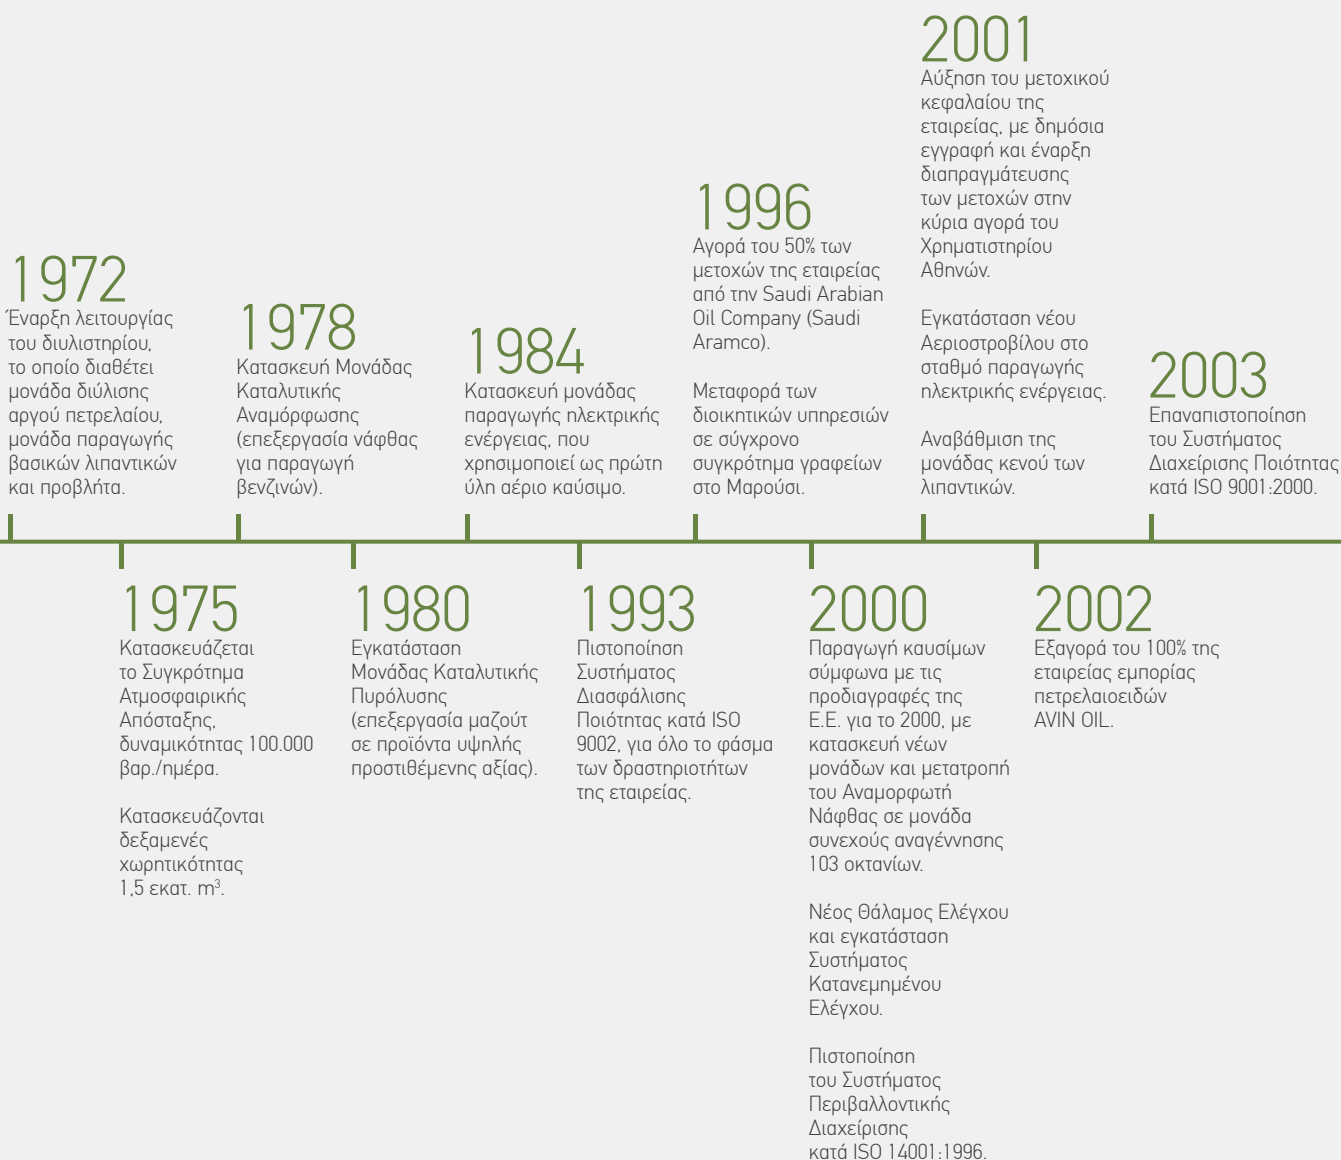 1972
Έναρξη λειτουργίας
του διυλιστηρίου,
το οποίο διαθέτει
μονάδα διύλισης
αργού πετρελαίου,
μονάδα παραγωγής
βασικών λιπαντικών
και προβλήτα.
1975
Κατασκευάζεται
το Συγκρότημα
Ατμοσφαιρικής
Απόσταξης,
δυναμικότητας 100.000
βαρ./ημέρα.
Κατασκευάζονται
δεξαμενές
χωρητικότητας
1,5 εκατ. m³.
1978
Κατασκευή Μονάδας
Καταλυτικής
Αναμόρφωσης
(επεξεργασία νάφθας
για παραγωγή
βενζινών).
1980
Εγκατάσταση
Μονάδας Καταλυτικής
Πυρόλυσης
(επεξεργασία μαζούτ
σε προϊόντα υψηλής
προστιθέμενης αξίας).
1984
Κατασκευή μονάδας
παραγωγής ηλεκτρικής
ενέργειας, που
χρησιμοποιεί ως πρώτη
ύλη αέριο καύσιμο.
1993
Πιστοποίηση
Συστήματος
Διασφάλισης
Ποιότητας κατά ISO
9002, για όλο το φάσμα
των δραστηριοτήτων
της εταιρείας.
1996
Αγορά του 50% των
μετοχών της εταιρείας
από την Saudi Arabian
Oil Company (Saudi
Aramco).
Μεταφορά των
διοικητικών υπηρεσιών
σε σύγχρονο
συγκρότημα γραφείων
στο Μαρούσι.
2000
Παραγωγή καυσίμων
σύμφωνα με τις
προδιαγραφές της
Ε.Ε. για το 2000, με
κατασκευή νέων
μονάδων και μετατροπή
του Αναμορφωτή
Νάφθας σε μονάδα
συνεχούς αναγέννησης
103 οκτανίων.
Νέος Θάλαμος Ελέγχου
και εγκατάσταση
Συστήματος
Κατανεμημένου
Ελέγχου.
Πιστοποίηση
του Συστήματος
Περιβαλλοντικής
Διαχείρισης
κατά ISO 14001:1996.
2001
Αύξηση του μετοχικού
κεφαλαίου της
εταιρείας, με δημόσια
εγγραφή και έναρξη
διαπραγμάτευσης
των μετοχών στην
κύρια αγορά του
Χρηματιστηρίου
Αθηνών.
Εγκατάσταση νέου
Αεριοστροβίλου στο
σταθμό παραγωγής
ηλεκτρικής ενέργειας.
Αναβάθμιση της
μονάδας κενού των
λιπαντικών.
2002
Εξαγορά του 100% της
εταιρείας εμπορίας
πετρελαιοειδών
AVIN OIL.
2003
Επαναπιστοποίηση
του Συστήματος
Διαχείρισης Ποιότητας
κατά ISO 9001:2000.